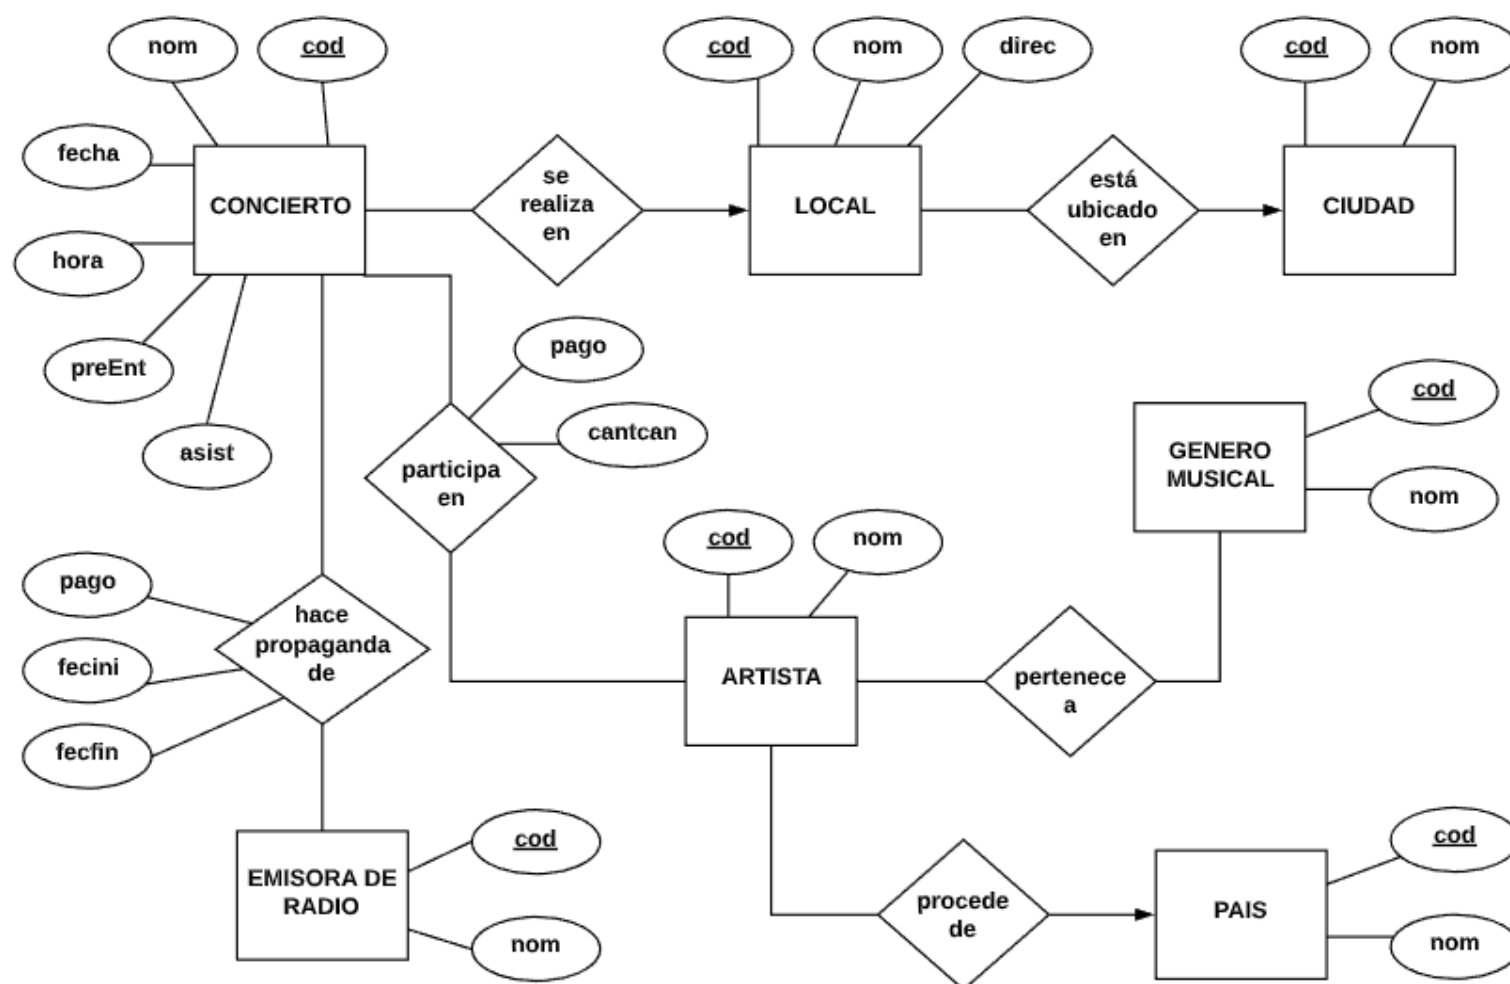 nom
cod
cod
nom
direc
cod
nom
fecha
CONCIERTO
se
realiza
en
LOCAL
está
ubicado
en
CIUDAD
hora
preEnt
asist
pago
cantcan
participa
en
cod
nom
GENERO
MUSICAL
cod
nom
pago
fecini
fecfin
hace
propaganda
de
ARTISTA
pertenece
a
EMISORA DE
RADIO
cod
nom
procede
de
PAIS
cod
nom